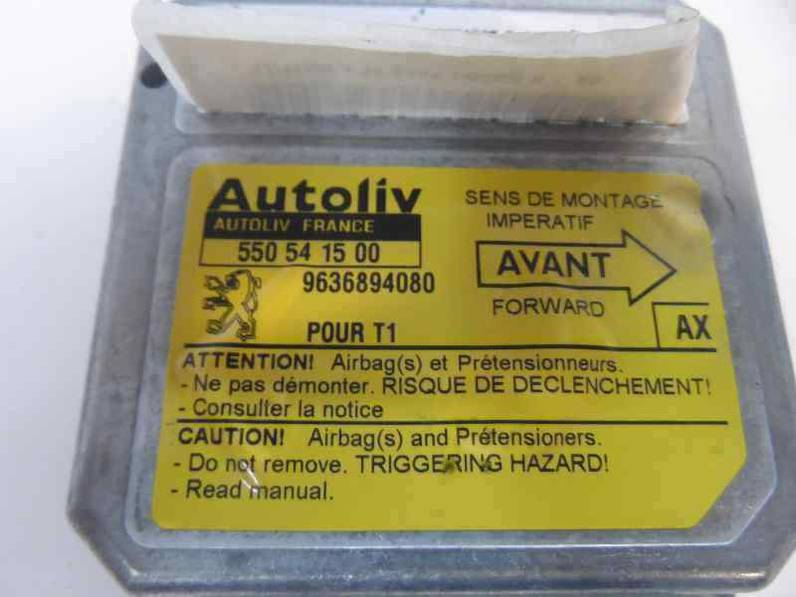 Autoliv
AUTOLIV FRANCE
550 54 15 00
9636894080
POUR T1
SENS DE MONTAGE
IMPERATIF
AVANT
FORWARD
AX
ATTENTION! Airbag(s) et Prétensionneurs.
- Ne pas démonter. RISQUE DE DECLENCHEMENT!
- Consulter la notice
CAUTION! Airbag(s) and Prétensioners.
- Do not remove. TRIGGERING HAZARD!
- Read manual.